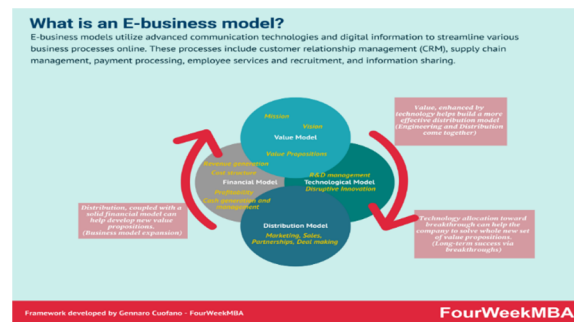 What is an E-business model?
E-business models utilize advanced communication technologies and digital information to streamline various
business processes online. These processes include customer relationship management (CRM), supply chain
management, payment processing, employee services and recruitment, and information sharing.
Mission
Vision
Value Model
Value Propositions
Value, enhanced by
technology helps build a more
effective distribution model
(Engineering and Distribution
come together)
Revenue generation
Cost structure
Financial Model
Profitability
Cash generation and
management
R&D management
Technological Model
Disruptive Innovation
Distribution, coupled with a
solid financial model can
help develop new value
propositions.
(Business model expansion)
Distribution Model
Marketing, Sales,
Partnerships, Deal making
Technology allocation toward
breakthrough can help the
company to solve whole new set
of value propositions.
(Long-term success via
breakthroughs)
Framework developed by Gennaro Cuofano - FourWeekMBA
FourWeekMBA